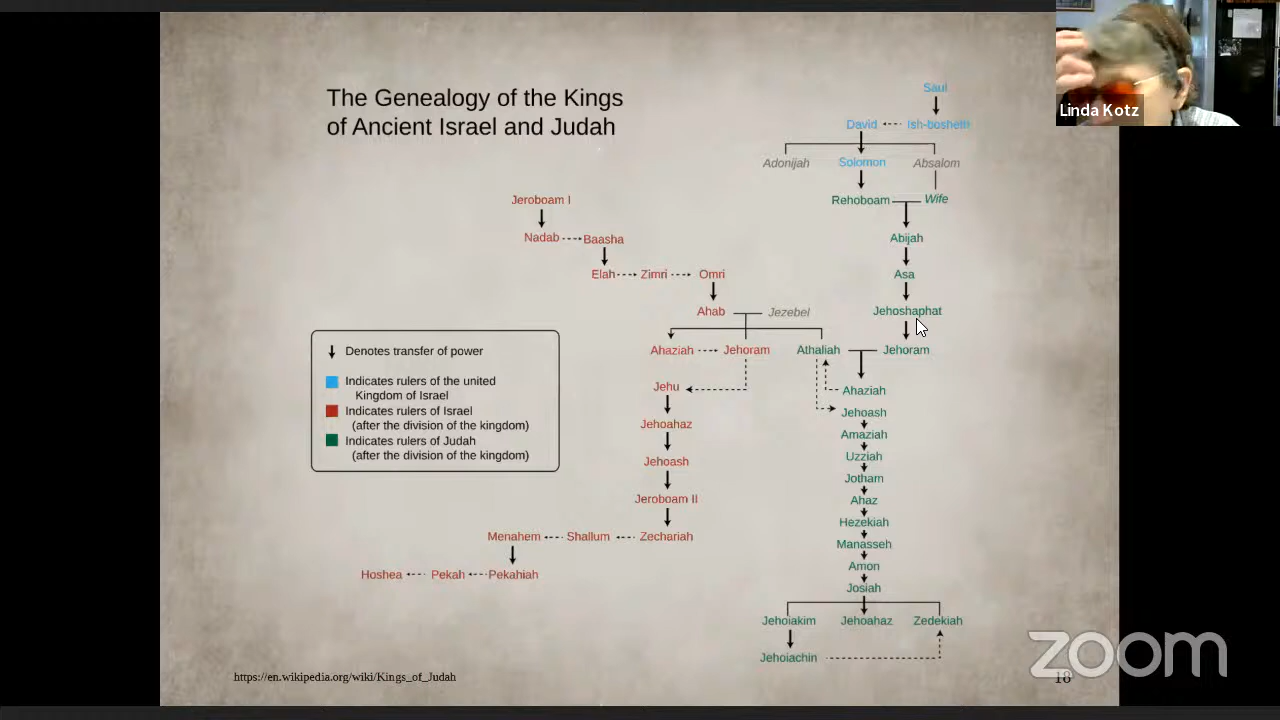 The Genealogy of the Kings
of Ancient Israel and Judah
Linda Kotz
Saul
David Ish-bosheth
Adonijah Solomon Absalom
Jeroboam I Rehoboam Wife
Nadab Baasha Abijah
Elah Zimri Omri Asa
Ahab Jezebel Jehoshaphat
Ahaziah Jehoram Athaliah Jehoram
Jehu Ahaziah
Jehoash
Jehoahaz
Amaziah
Jehoash Uzziah
Jotham
Jeroboam II Ahaz
Hezekiah
Menahem Shallum Zechariah
Manasseh
Amon
Hoshea Pekah Pekahiah
Josiah
Jehoiakim Jehoahaz Zedekiah
Jehoiachin
Denotes transfer of power
Indicates rulers of the united
Kingdom of Israel
Indicates rulers of Israel
(after the division of the kingdom)
Indicates rulers of Judah
(after the division of the kingdom)
https://en.wikipedia.org/wiki/Kings_of_Judah
zoom
18